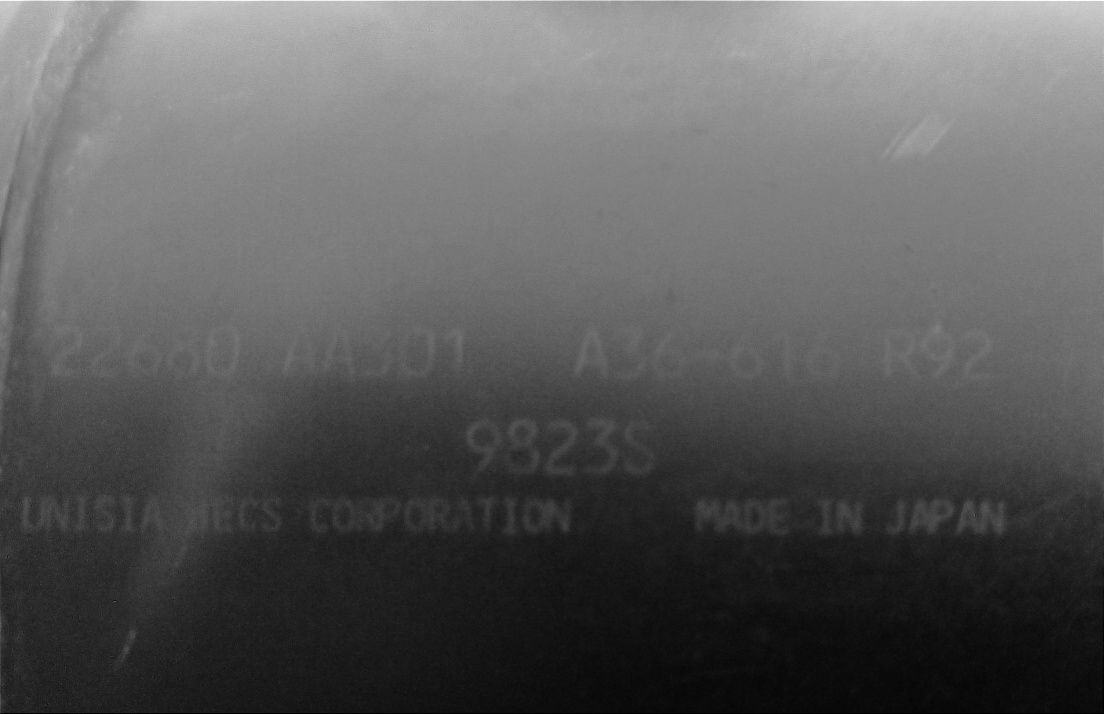 22680 AA301 A36-616 R92
9823S
UNISIA JECS CORPORATION MADE IN JAPAN